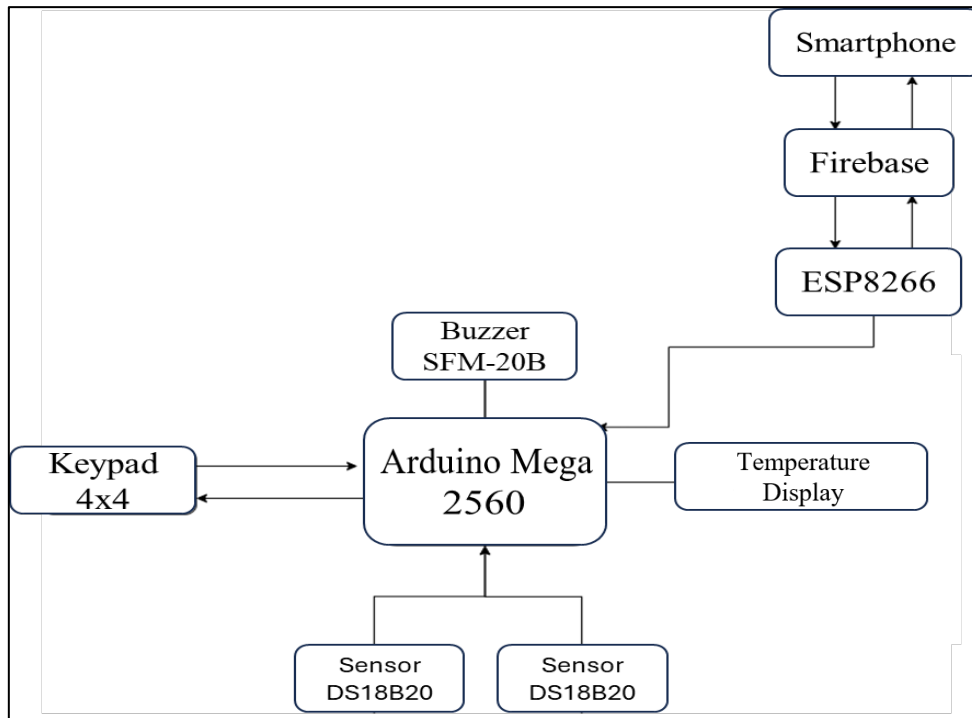 Smartphone
Firebase
ESP8266
Buzzer
SFM-20B
Keypad
4x4
Arduino Mega
2560
Temperature
Display
Sensor
DS18B20
Sensor
DS18B20